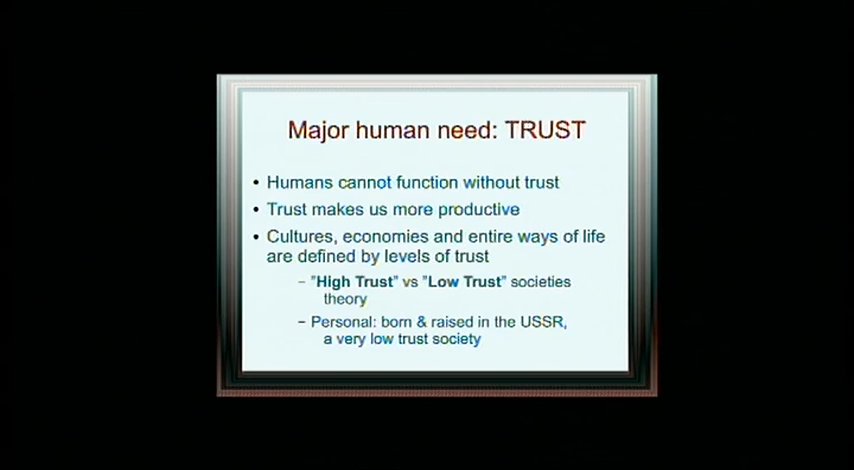 Major human need: TRUST
• Humans cannot function without trust
• Trust makes us more productive
• Cultures, economies and entire ways of life
are defined by levels of trust
– ”High Trust” vs ”Low Trust” societies
theory
– Personal: born & raised in the USSR,
a very low trust society